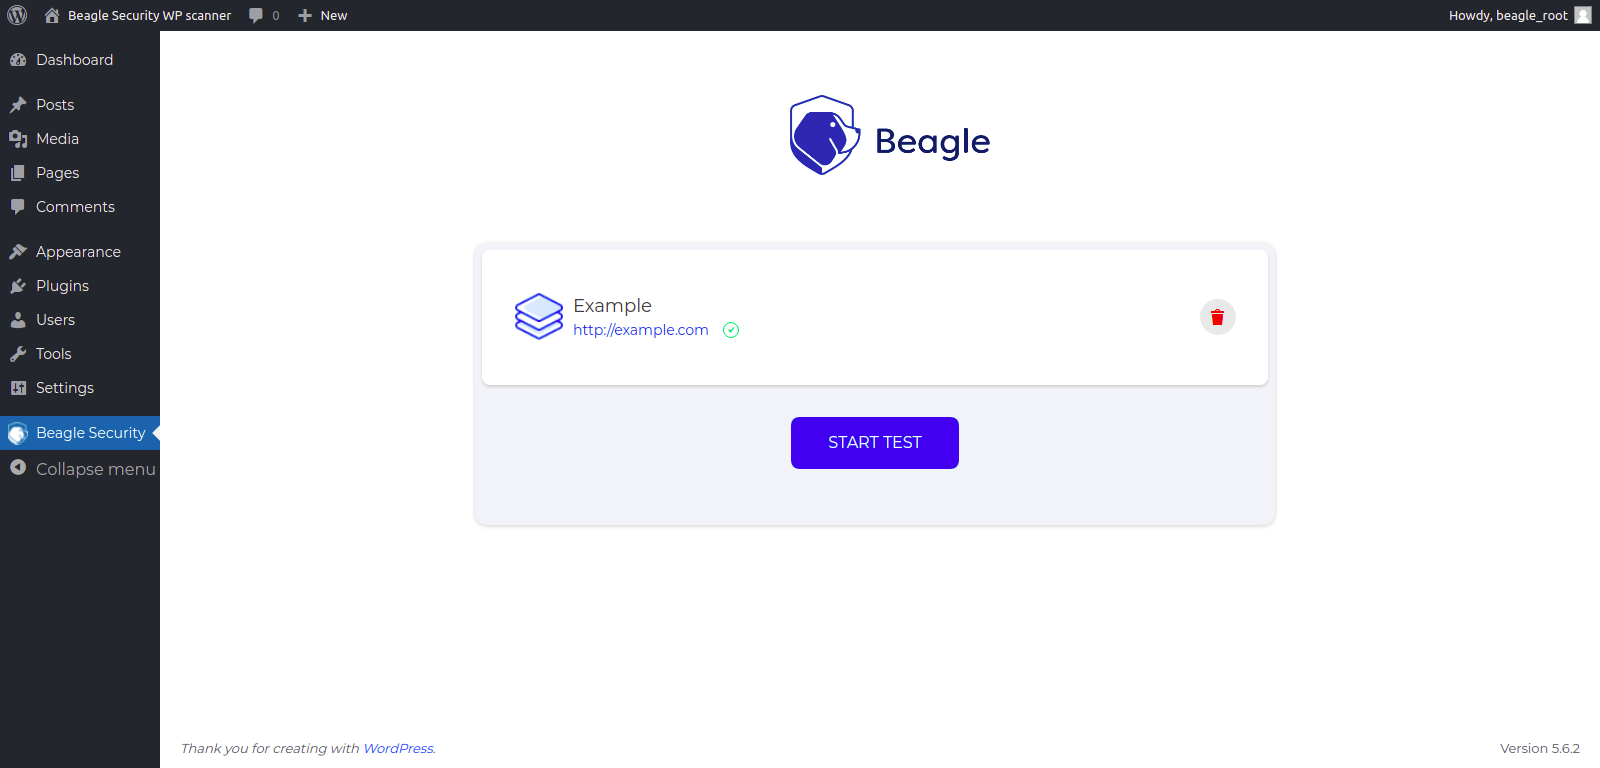 Beagle Security WP scanner 0 New Howdy, beagle_root
Dashboard
Posts
Media
Pages
Comments
Appearance
Plugins
Users
Tools
Settings
Beagle Security
Collapse menu
Beagle
Example
http://example.com
START TEST
Thank you for creating with WordPress. Version 5.6.2